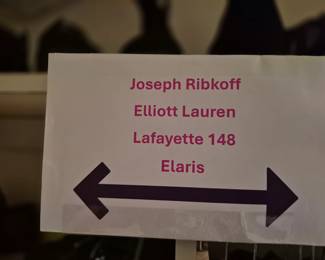 Joseph Ribkoff
Elliott Lauren
Lafayette 148
Elaris